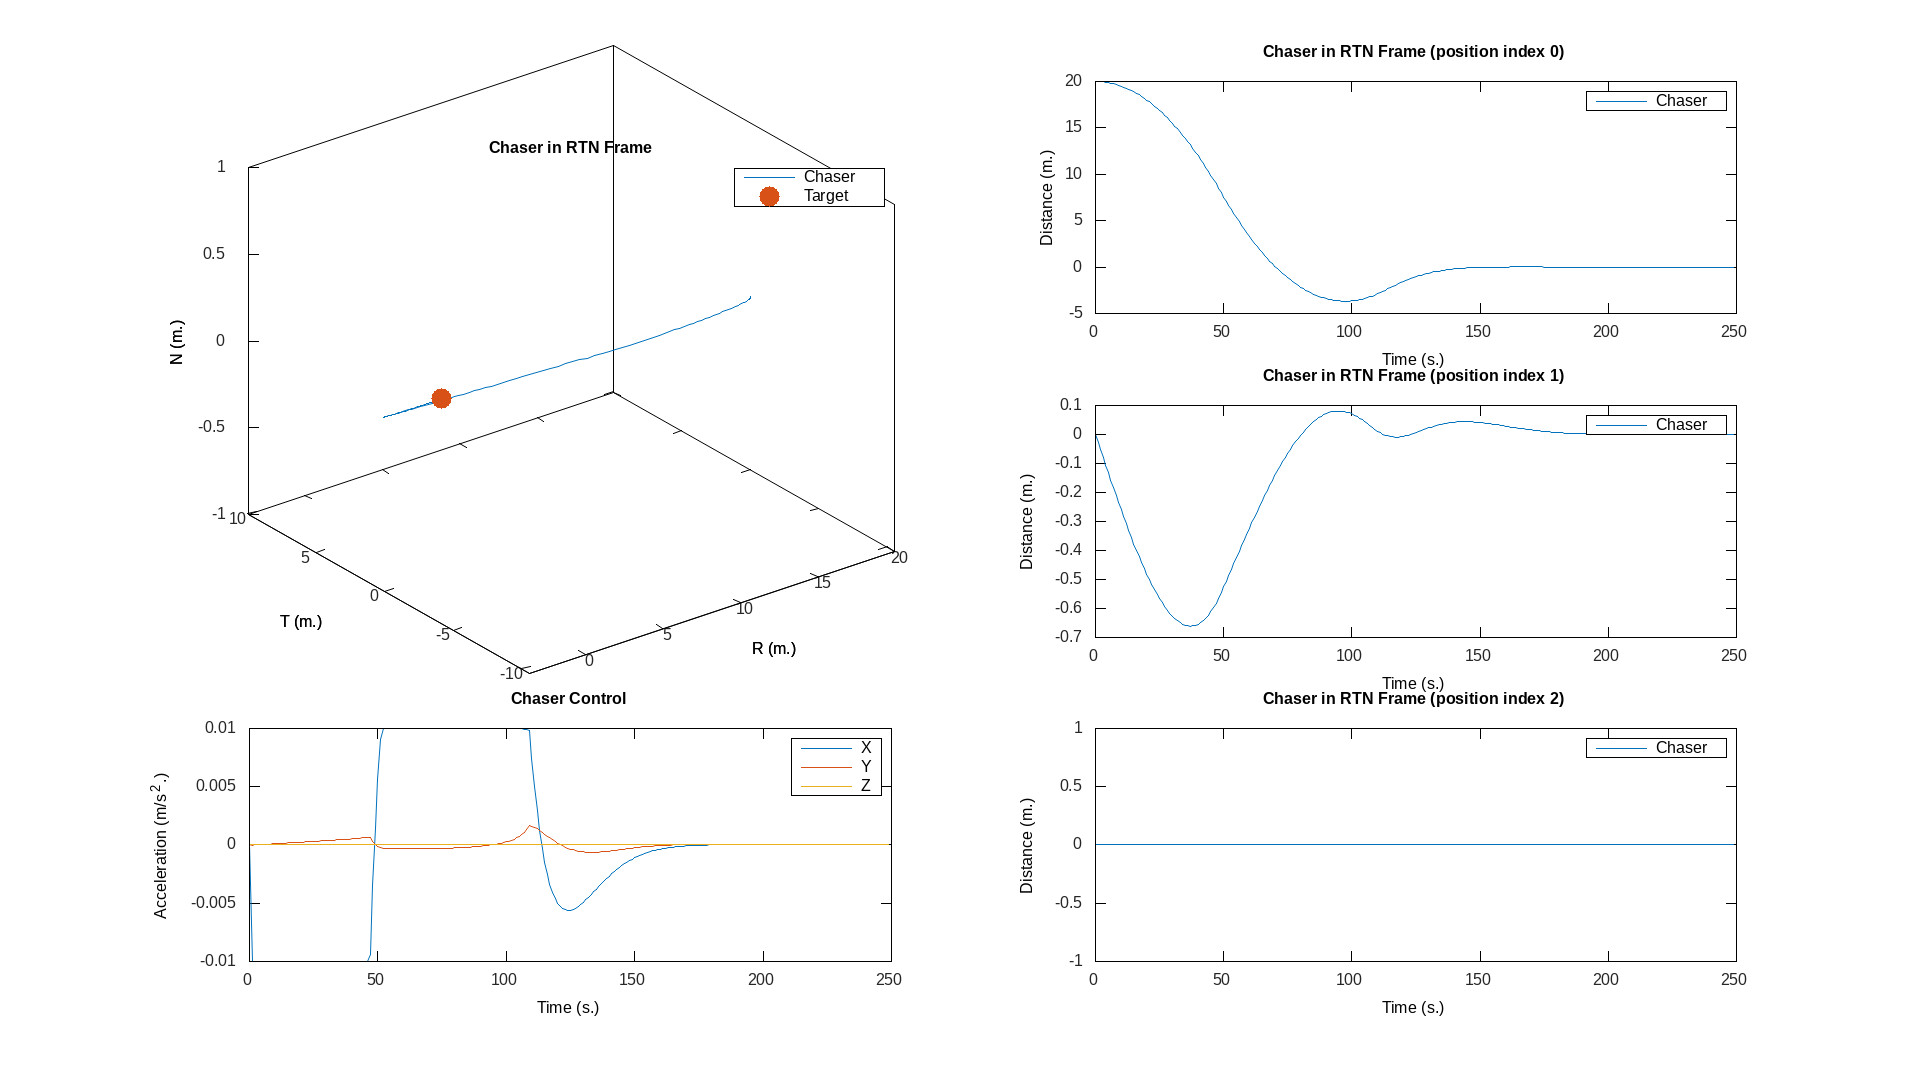 Chaser in RTN Frame
Chaser
Target
1
0.5
0
-0.5
-1
N (m.)
10
5
0
-5
-10
T (m.)
0
5
10
15
20
R (m.)
Chaser in RTN Frame (position index 0)
Chaser
20
15
10
5
0
-5
Distance (m.)
0 50 100 150 200 250
Time (s.)
Chaser in RTN Frame (position index 1)
Chaser
0.1
0
-0.1
-0.2
-0.3
-0.4
-0.5
-0.6
-0.7
Distance (m.)
0 50 100 150 200 250
Time (s.)
Chaser Control
X
Y
Z
0.01
0.005
0
-0.005
-0.01
Acceleration (m/s².)
0 50 100 150 200 250
Time (s.)
Chaser in RTN Frame (position index 2)
Chaser
1
0.5
0
-0.5
-1
Distance (m.)
0 50 100 150 200 250
Time (s.)